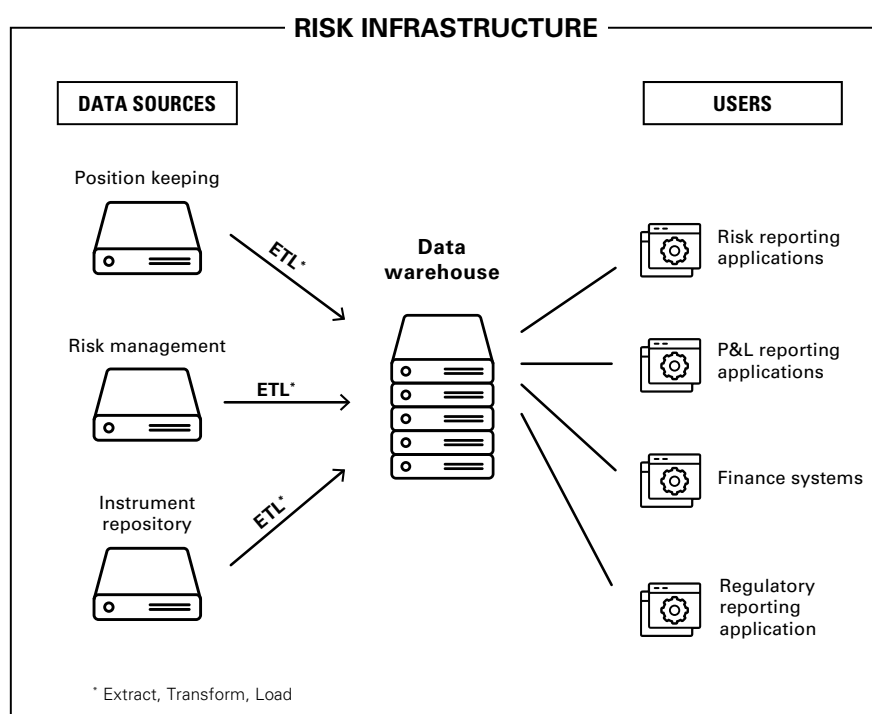 RISK INFRASTRUCTURE
DATA SOURCES
USERS
Position keeping
ETL*
Risk management
ETL*
Instrument
repository
ETL*
Data
warehouse
Risk reporting
applications
P&L reporting
applications
Finance systems
Regulatory
reporting
application
* Extract, Transform, Load